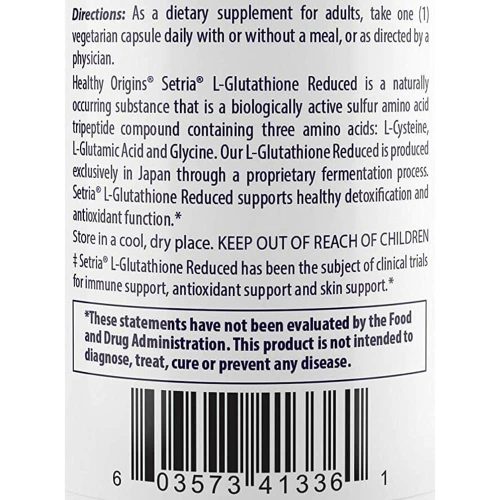 Directions: As a dietary supplement for adults, take one (1)
vegetarian capsule daily with or without a meal, or as directed by a
physician.
Healthy Origins® Setria® L-Glutathione Reduced is a naturally
occurring substance that is a biologically active sulfur amino acid
tripeptide compound containing three amino acids: L-Cysteine,
L-Glutamic Acid and Glycine. Our L-Glutathione Reduced is produced
exclusively in Japan through a proprietary fermentation process.
Setria® L-Glutathione Reduced supports healthy detoxification and
antioxidant function.*
Store in a cool, dry place. KEEP OUT OF REACH OF CHILDREN
‡ Setria® L-Glutathione Reduced has been the subject of clinical trials
for immune support, antioxidant support and skin support.*
*These statements have not been evaluated by the Food
and Drug Administration. This product is not intended to
diagnose, treat, cure or prevent any disease.
6 03573 41336 1